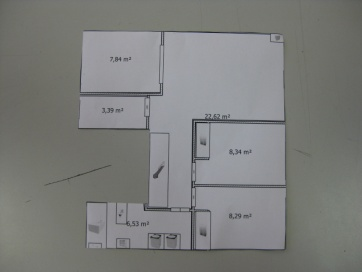 7,84 m²
3,39 m²
22,62 m²
8,34 m²
8,29 m²
6,53 m²